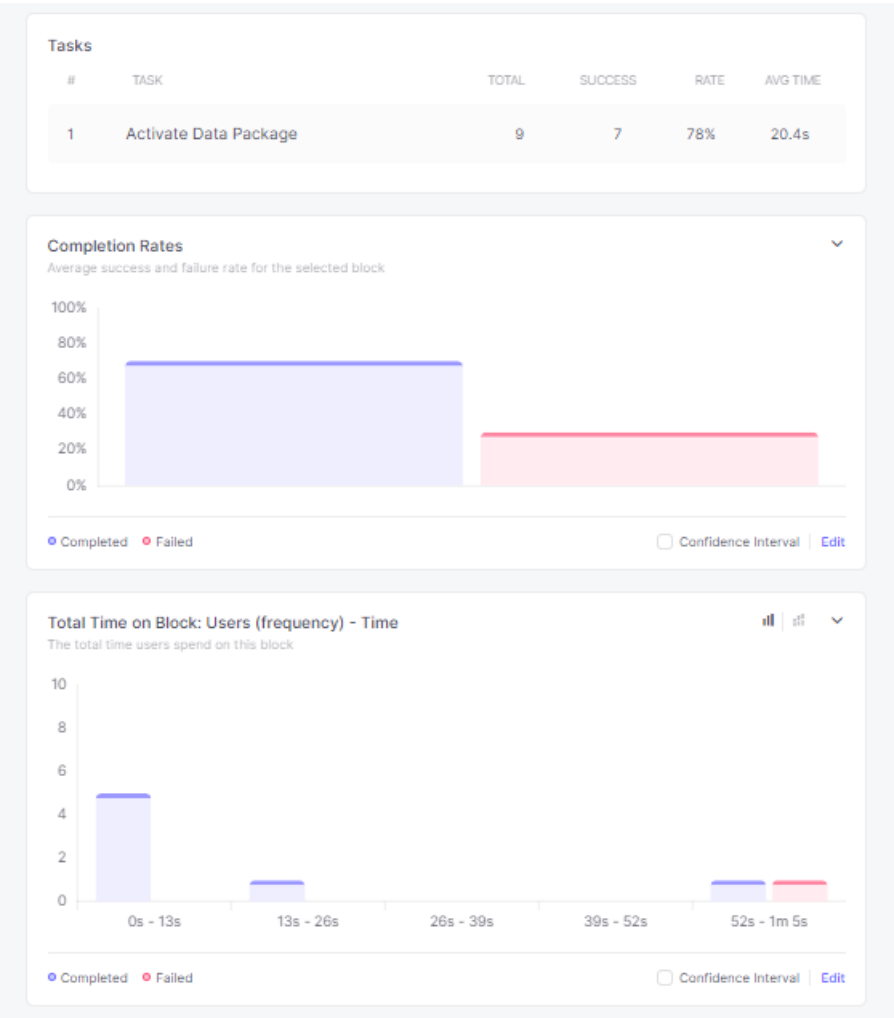 Tasks
# TASK TOTAL SUCCESS RATE AVG TIME
1 Activate Data Package 9 7 78% 20.4s
Completion Rates
Average success and failure rate for the selected block
100%
80%
60%
40%
20%
0%
Completed Failed Confidence Interval Edit
Total Time on Block: Users (frequency) - Time
The total time users spend on this block
10
8
6
4
2
0
0s - 13s 13s - 26s 26s - 39s 39s - 52s 52s - 1m 5s
Completed Failed Confidence Interval Edit